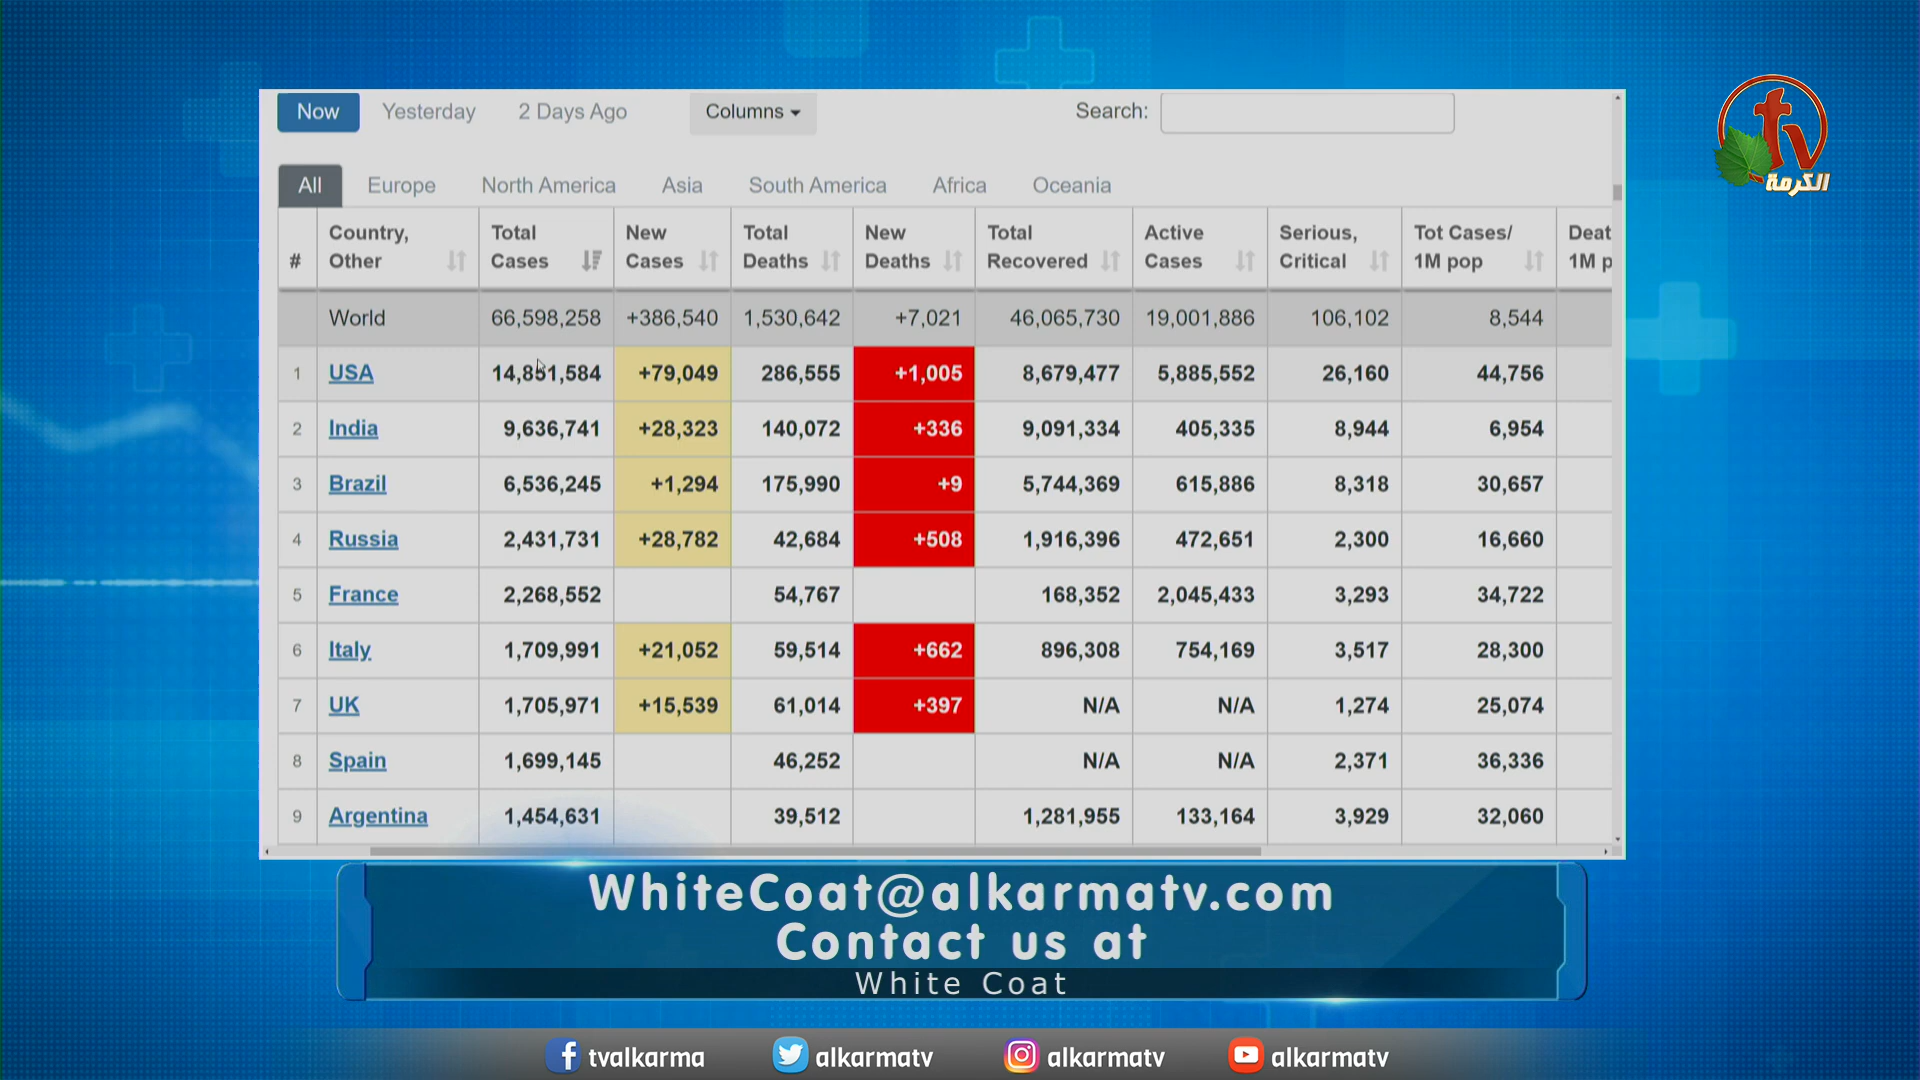 Now Yesterday 2 Days Ago Columns Search:
All Europe North America Asia South America Africa Oceania
# Country, Other Total Cases New Cases Total Deaths New Deaths Total Recovered Active Cases Serious, Critical Tot Cases/ 1M pop
World 66,598,258 +386,540 1,530,642 +7,021 46,065,730 19,001,886 106,102 8,544
1 USA 14,851,584 +79,049 286,555 +1,005 8,679,477 5,885,552 26,160 44,756
2 India 9,636,741 +28,323 140,072 +336 9,091,334 405,335 8,944 6,954
3 Brazil 6,536,245 +1,294 175,990 +9 5,744,369 615,886 8,318 30,657
4 Russia 2,431,731 +28,782 42,684 +508 1,916,396 472,651 2,300 16,660
5 France 2,268,552 54,767 168,352 2,045,433 3,293 34,722
6 Italy 1,709,991 +21,052 59,514 +662 896,308 754,169 3,517 28,300
7 UK 1,705,971 +15,539 61,014 +397 N/A N/A 1,274 25,074
8 Spain 1,699,145 46,252 N/A N/A 2,371 36,336
9 Argentina 1,454,631 39,512 1,281,955 133,164 3,929 32,060
tv
الكرمة
WhiteCoat@alkarmatv.com
Contact us at
White Coat
tvalkarma alkarmatv alkarmatv alkarmatv